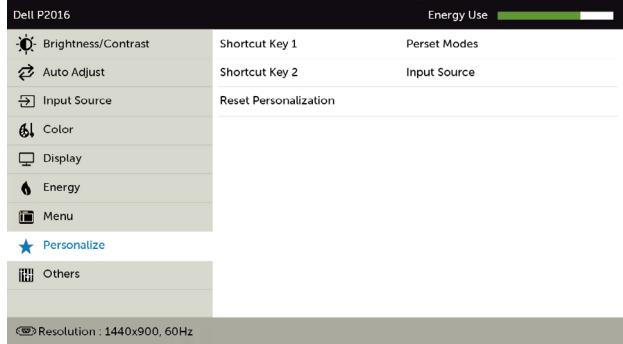 Dell P2016 Energy Use
Brightness/Contrast Shortcut Key 1 Perset Modes
Auto Adjust Shortcut Key 2 Input Source
Input Source Reset Personalization
Color
Display
Energy
Menu
Personalize
Others
Resolution : 1440x900, 60Hz